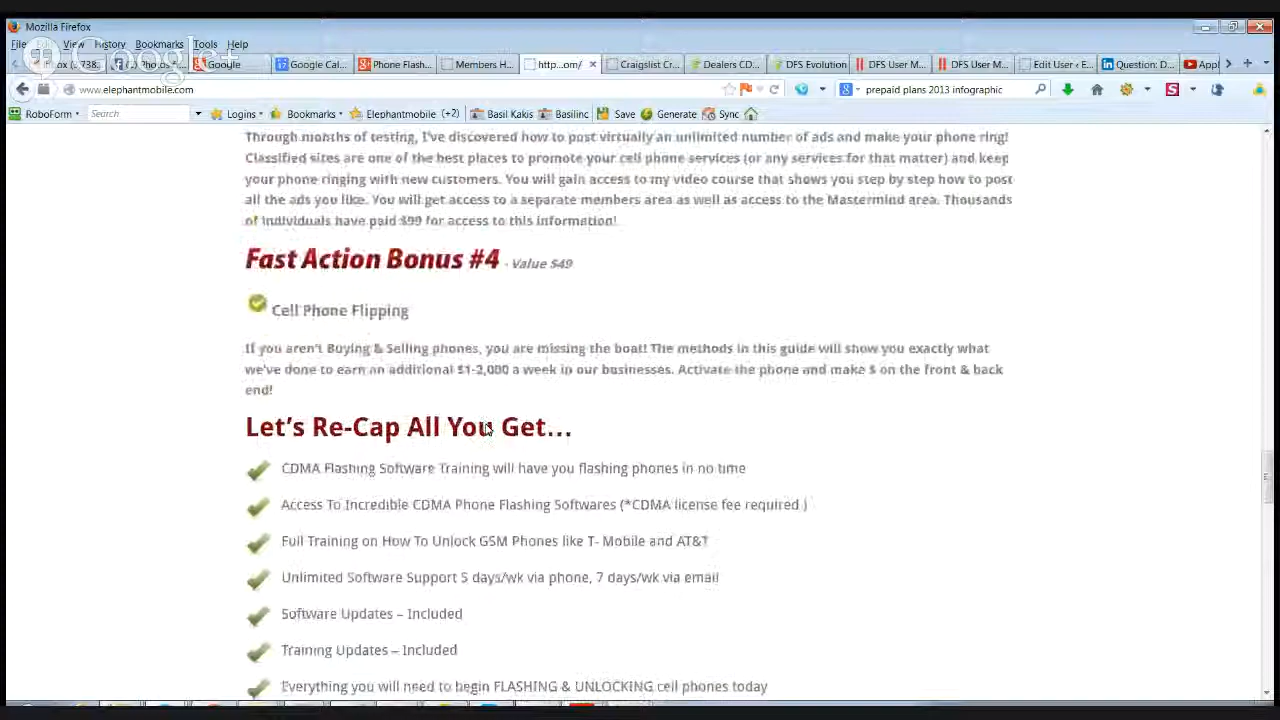 Mozilla Firefox
File Edit View History Bookmarks Tools Help
Google+
Google Google Cal... Phone Flash... Members H... http...om/ Craigslist Cr... Dealers CD... DFS Evolution DFS User M... DFS User M... Edit User ‹ E... Question: D... Appl
www.elephantmobile.com prepaid plans 2013 infographic
RoboForm Search Logins Bookmarks Elephantmobile (+2) Basil Kakis Basilinc Save Generate Sync
Through months of testing, I've discovered how to post virtually an unlimited number of ads and make your phone ring!
Classified sites are one of the best places to promote your cell phone services (or any services for that matter) and keep
your phone ringing with new customers. You will gain access to my video course that shows you step by step how to post
all the ads you like. You will get access to a separate members area as well as access to the Mastermind area. Thousands
of individuals have paid $99 for access to this information!
Fast Action Bonus #4 - Value $49
Cell Phone Flipping
If you aren't Buying & Selling phones, you are missing the boat! The methods in this guide will show you exactly what
we've done to earn an additional $1-2,000 a week in our businesses. Activate the phone and make $ on the front & back
end!
Let's Re-Cap All You Get…
CDMA Flashing Software Training will have you flashing phones in no time
Access To Incredible CDMA Phone Flashing Softwares (*CDMA license fee required )
Full Training on How To Unlock GSM Phones like T- Mobile and AT&T
Unlimited Software Support 5 days/wk via phone, 7 days/wk via email
Software Updates – Included
Training Updates – Included
Everything you will need to begin FLASHING & UNLOCKING cell phones today